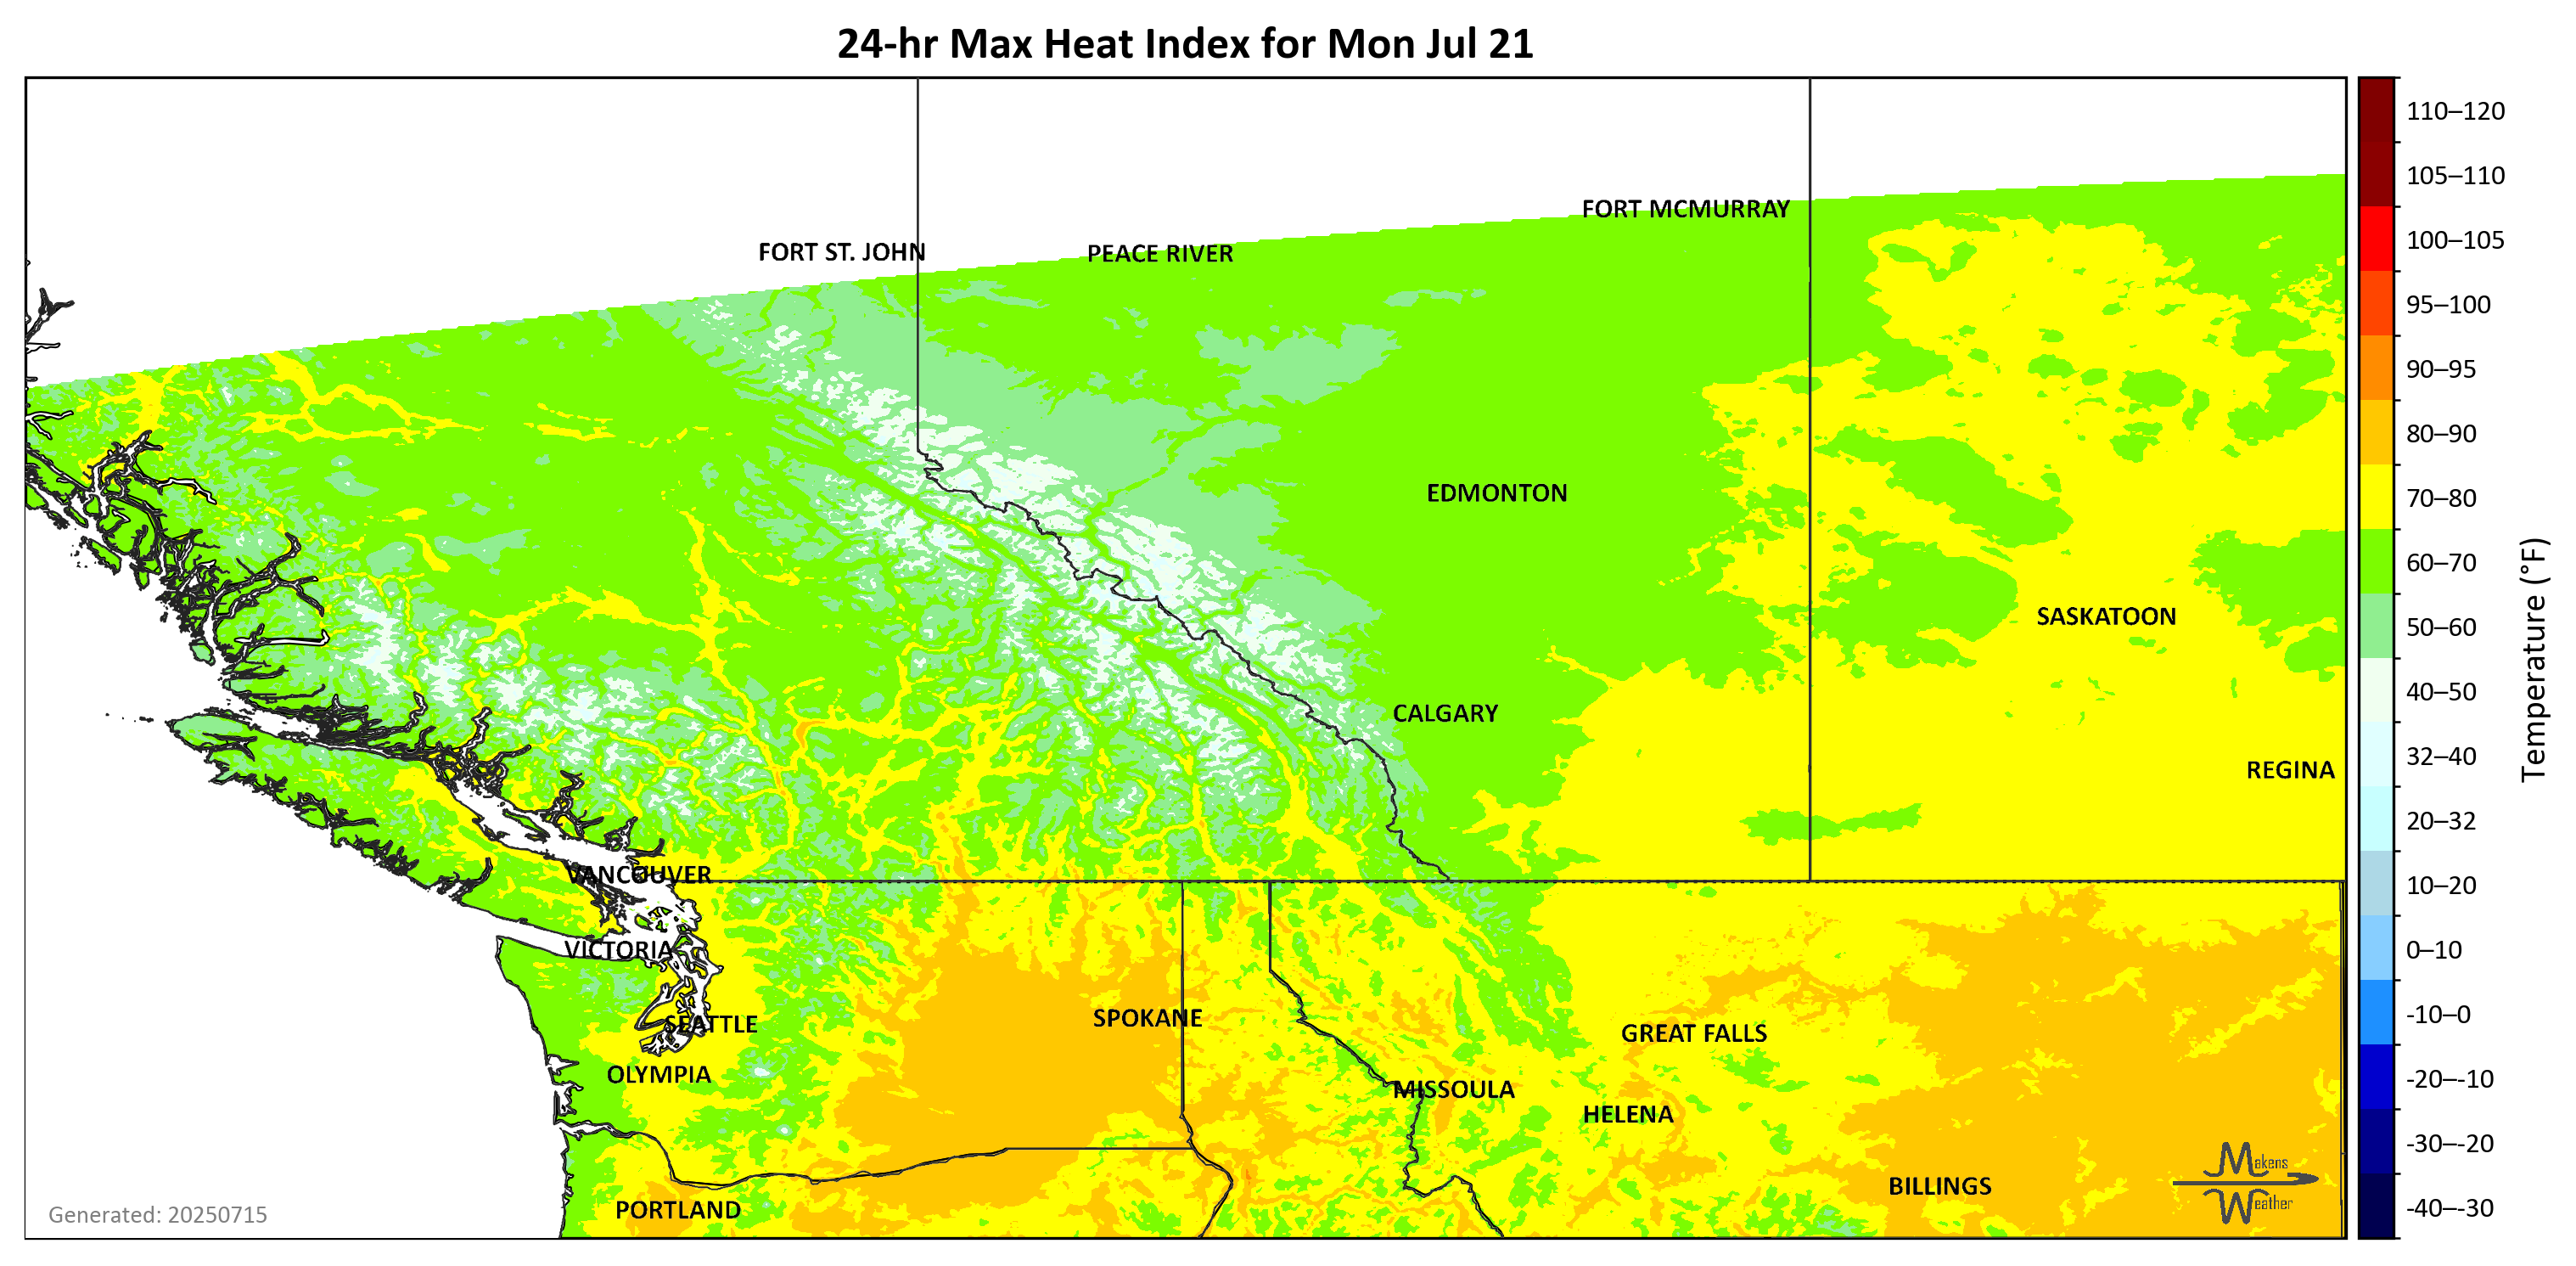 24-hr Max Heat Index for Mon Jul 21
110–120
105–110
FORT MCMURRAY
100–105
FORT ST. JOHN
PEACE RIVER
95–100
90–95
80–90
EDMONTON
70–80
60–70
SASKATOON
50–60
40–50
CALGARY
32–40
REGINA
20–32
VANCOUVER
10–20
VICTORIA
0–10
SEATTLE
SPOKANE
GREAT FALLS
-10–0
OLYMPIA
MISSOULA
-20–-10
HELENA
-30–-20
BILLINGS
Makens
Weather
PORTLAND
-40–-30
Generated: 20250715
Temperature (°F)